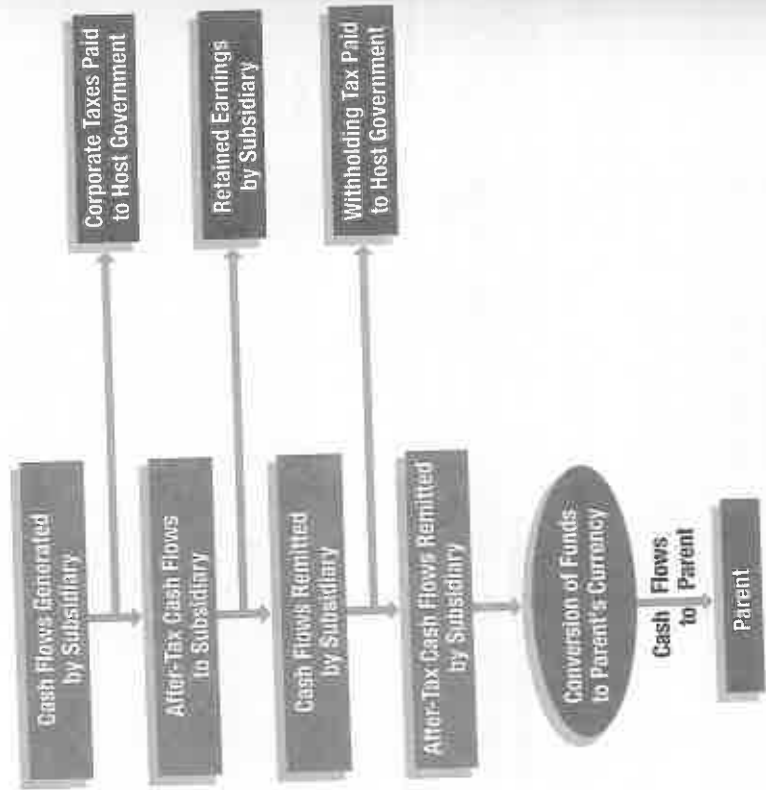 Cash Flows Generated
by Subsidiary
Corporate Taxes Paid
to Host Government
After-Tax Cash Flows
to Subsidiary
Retained Earnings
by Subsidiary
Cash Flows Remitted
by Subsidiary
Withholding Tax Paid
to Host Government
After-Tax Cash Flows Remitted
by Subsidiary
Conversion of Funds
to Parent's Currency
Cash Flows
to Parent
Parent